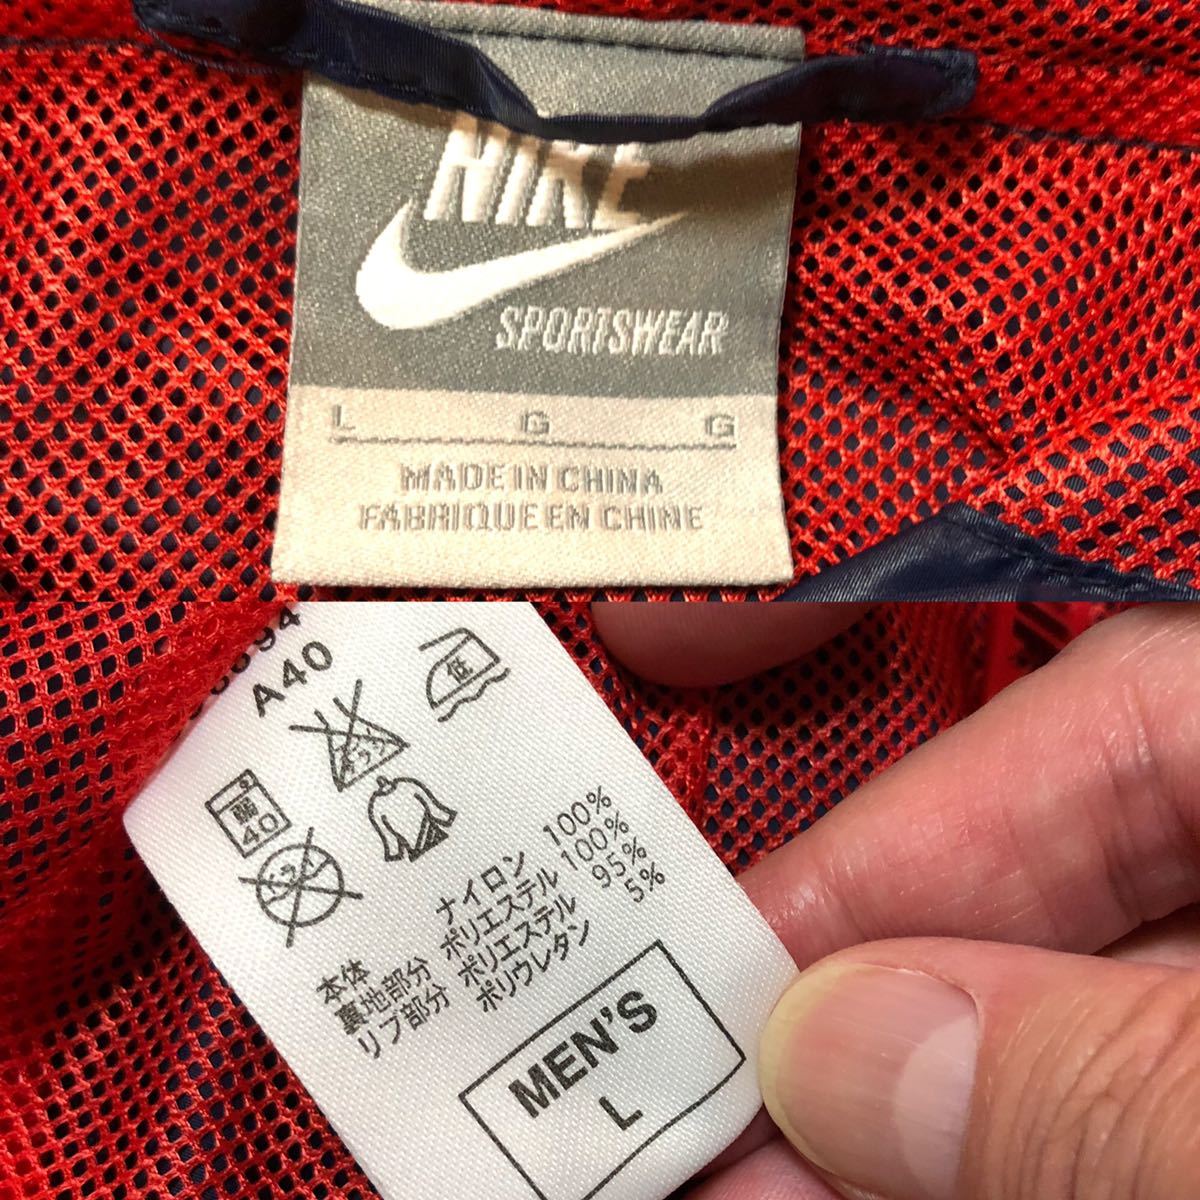 NIKE
SPORTSWEAR
L G G
MADE IN CHINA
FABRIQUE EN CHINE
A40
低
40
本体 ナイロン 100%
裏地部分 ポリエステル 100%
リブ部分 ポリエステル 95%
ポリウレタン 5%
MEN'S
L